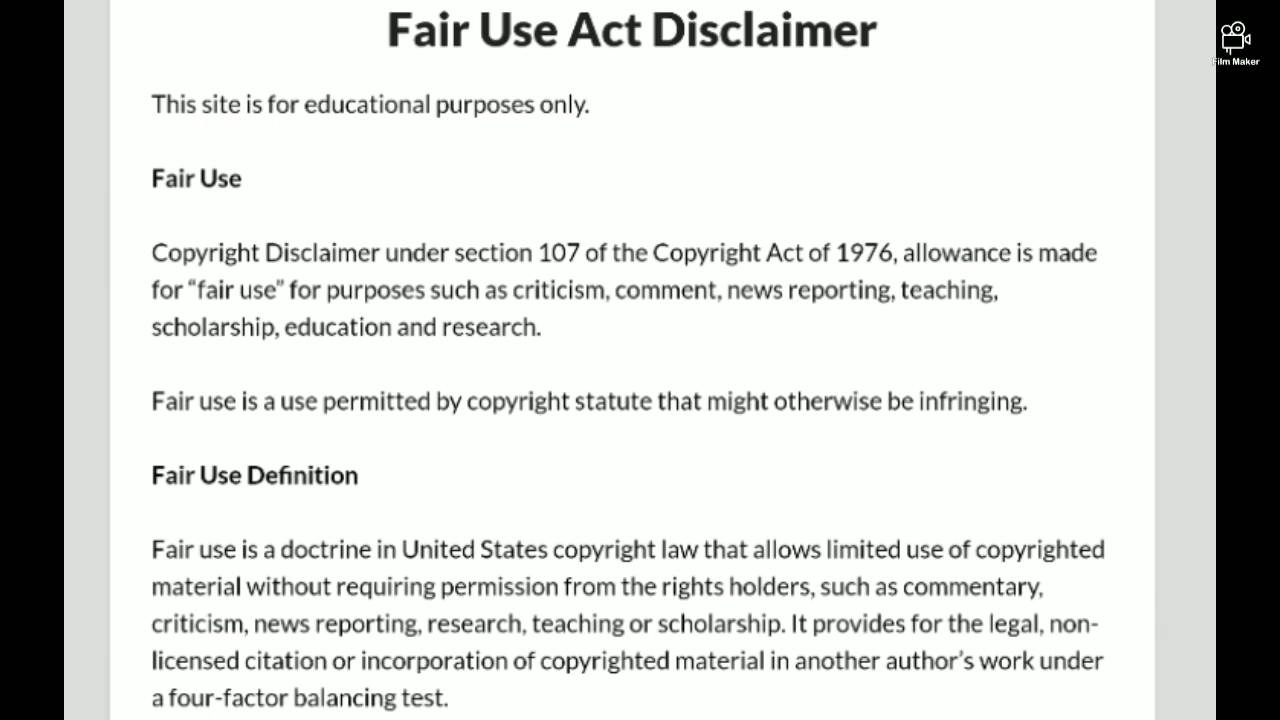 Fair Use Act Disclaimer
Film Maker
This site is for educational purposes only.
Fair Use
Copyright Disclaimer under section 107 of the Copyright Act of 1976, allowance is made
for “fair use” for purposes such as criticism, comment, news reporting, teaching,
scholarship, education and research.
Fair use is a use permitted by copyright statute that might otherwise be infringing.
Fair Use Definition
Fair use is a doctrine in United States copyright law that allows limited use of copyrighted
material without requiring permission from the rights holders, such as commentary,
criticism, news reporting, research, teaching or scholarship. It provides for the legal, non-
licensed citation or incorporation of copyrighted material in another author’s work under
a four-factor balancing test.